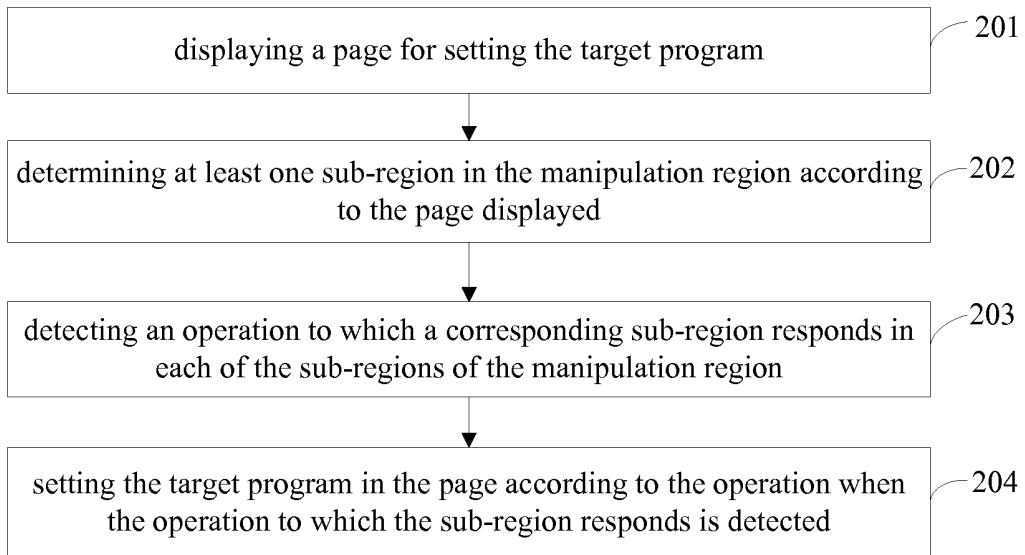 displaying a page for setting the target program
201
determining at least one sub-region in the manipulation region according
to the page displayed
202
detecting an operation to which a corresponding sub-region responds in
each of the sub-regions of the manipulation region
203
setting the target program in the page according to the operation when
the operation to which the sub-region responds is detected
204